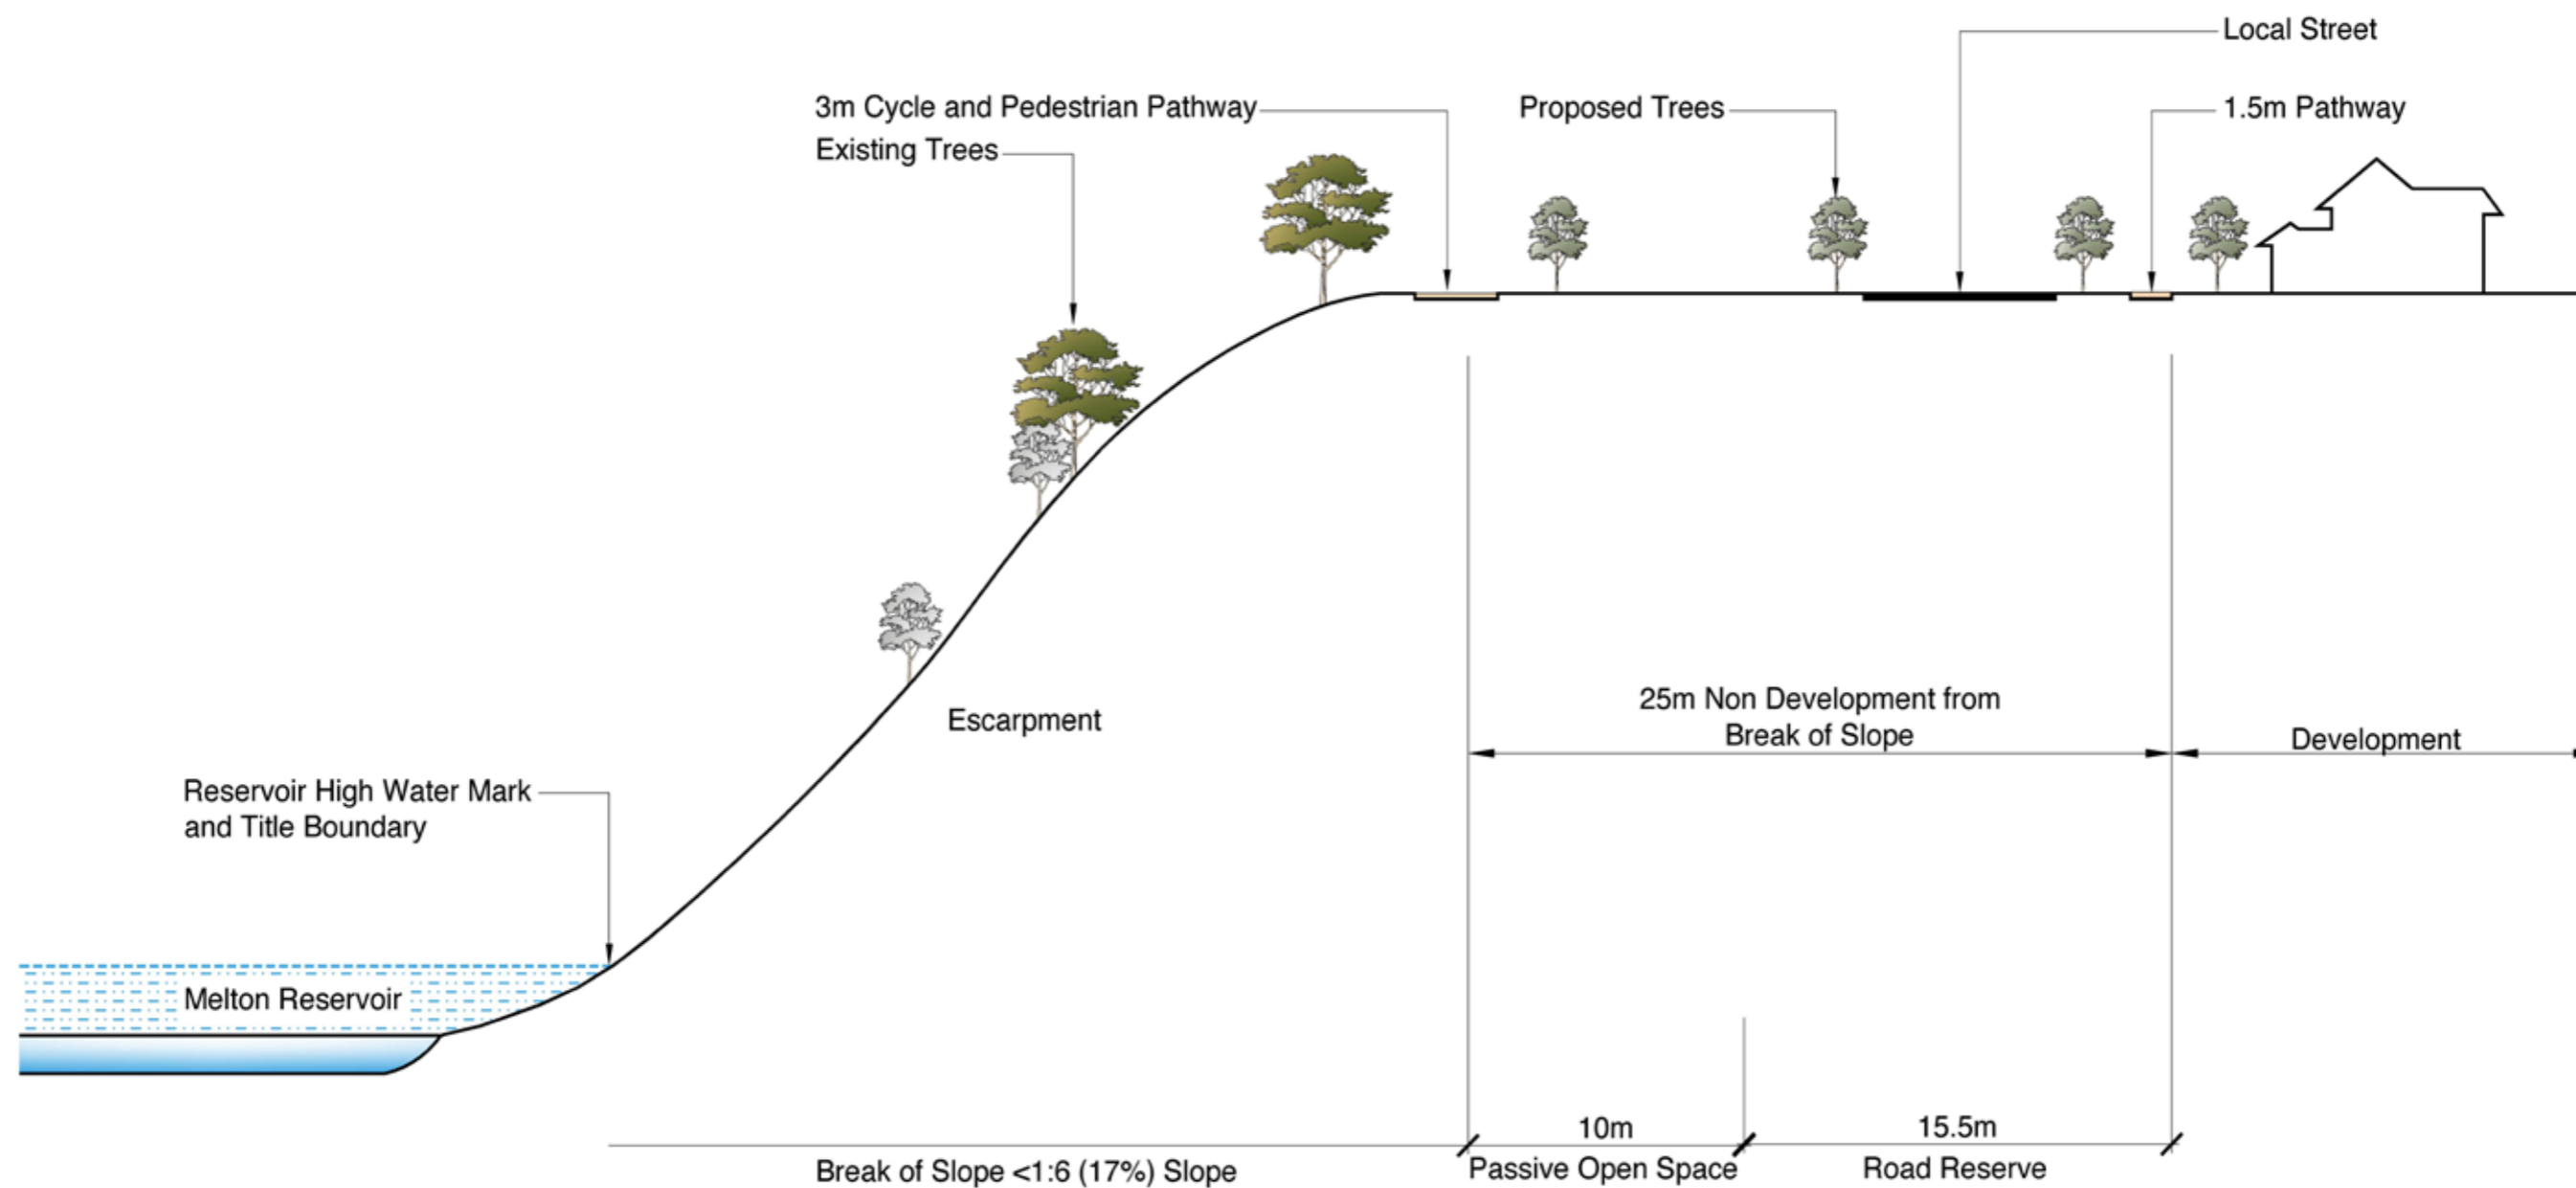 Local Street
3m Cycle and Pedestrian Pathway
Proposed Trees
1.5m Pathway
Existing Trees
25m Non Development from
Break of Slope
Development
Escarpment
Reservoir High Water Mark
and Title Boundary
Melton Reservoir
10m
15.5m
Break of Slope <1:6 (17%) Slope
Passive Open Space
Road Reserve